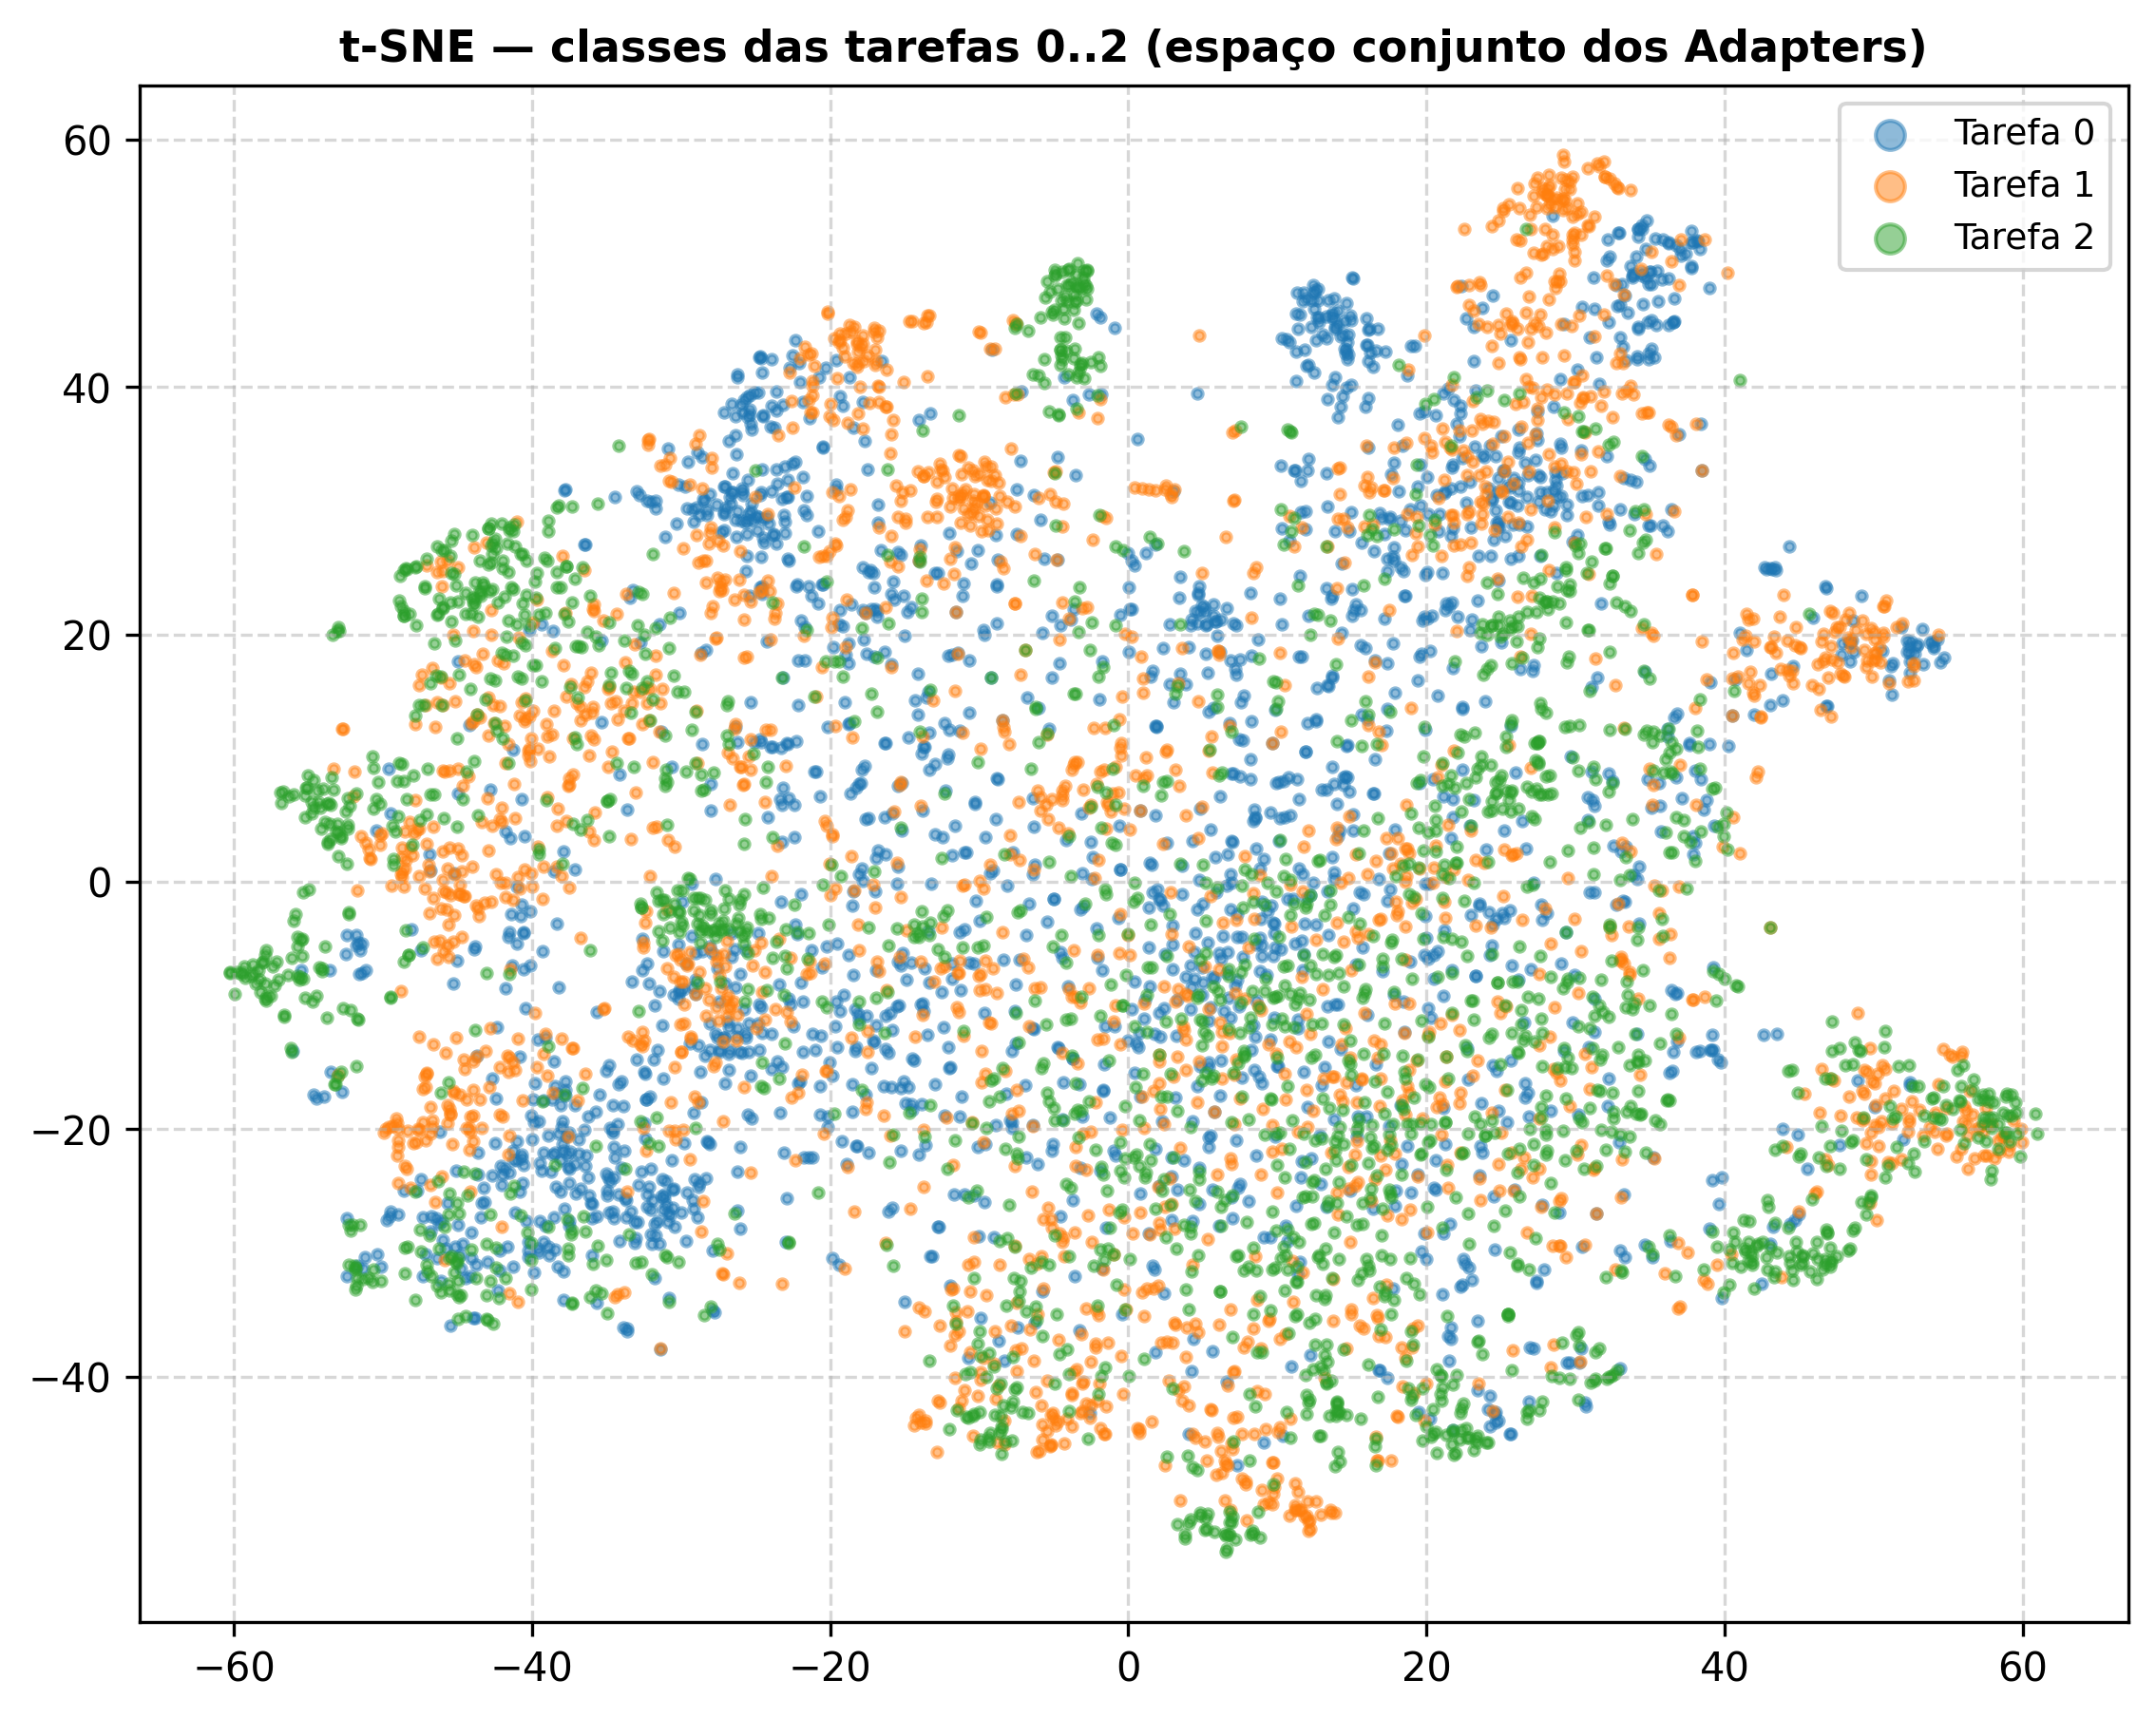 t-SNE — classes das tarefas 0..2 (espaço conjunto dos Adapters)
Tarefa 0
Tarefa 1
Tarefa 2
60
40
20
0
−20
−40
−60 −40 −20 0 20 40 60